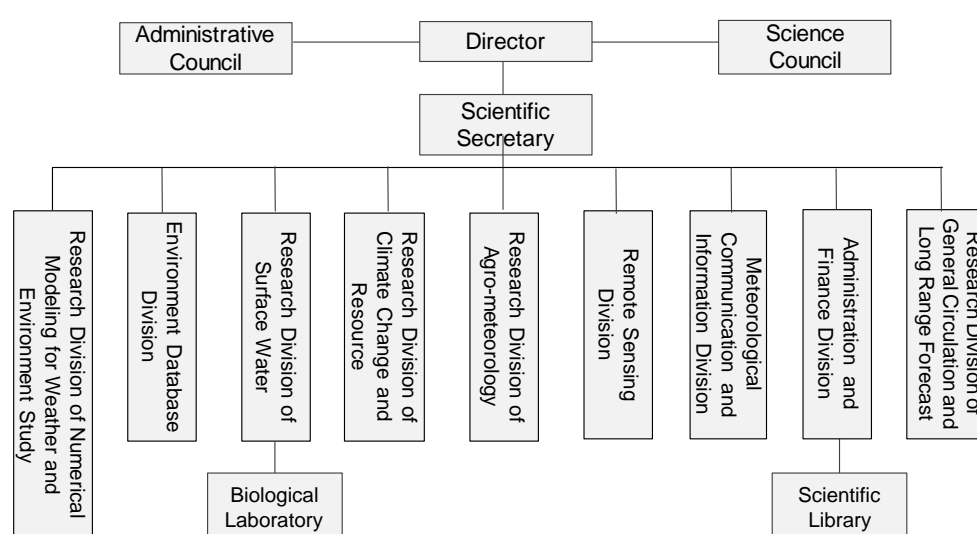 Administrative
Council
Director
Science
Council
Scientific
Secretary
Research Division of Numerical
Modeling for Weather and
Environment Study
Environment Database
Division
Research Division of
Surface Water
Research Division of
Climate Change and
Resource
Research Division of
Agro-meteorology
Remote Sensing
Division
Meteorological
Communication and
Information Division
Administration and
Finance Division
Research Division of
General Circulation and
Long Range Forecast
Biological
Laboratory
Scientific
Library